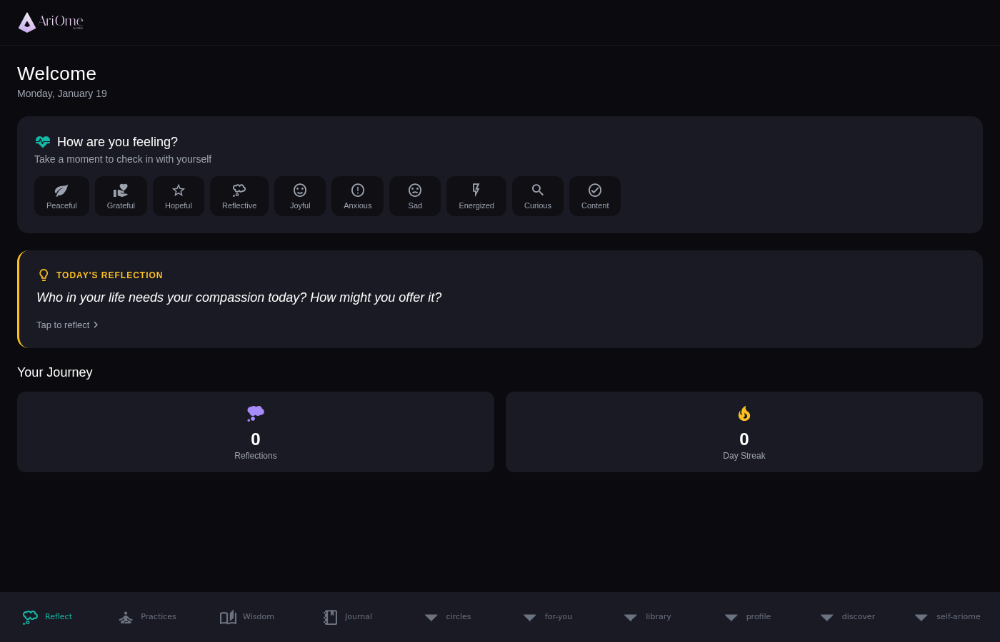 AriOme
Welcome
Monday, January 19
How are you feeling?
Take a moment to check in with yourself
Peaceful Grateful Hopeful Reflective Joyful Anxious Sad Energized Curious Content
TODAY'S REFLECTION
Who in your life needs your compassion today? How might you offer it?
Tap to reflect
Your Journey
0 0
Reflections Day Streak
Reflect Practices Wisdom Journal circles for-you library profile discover self-ariome